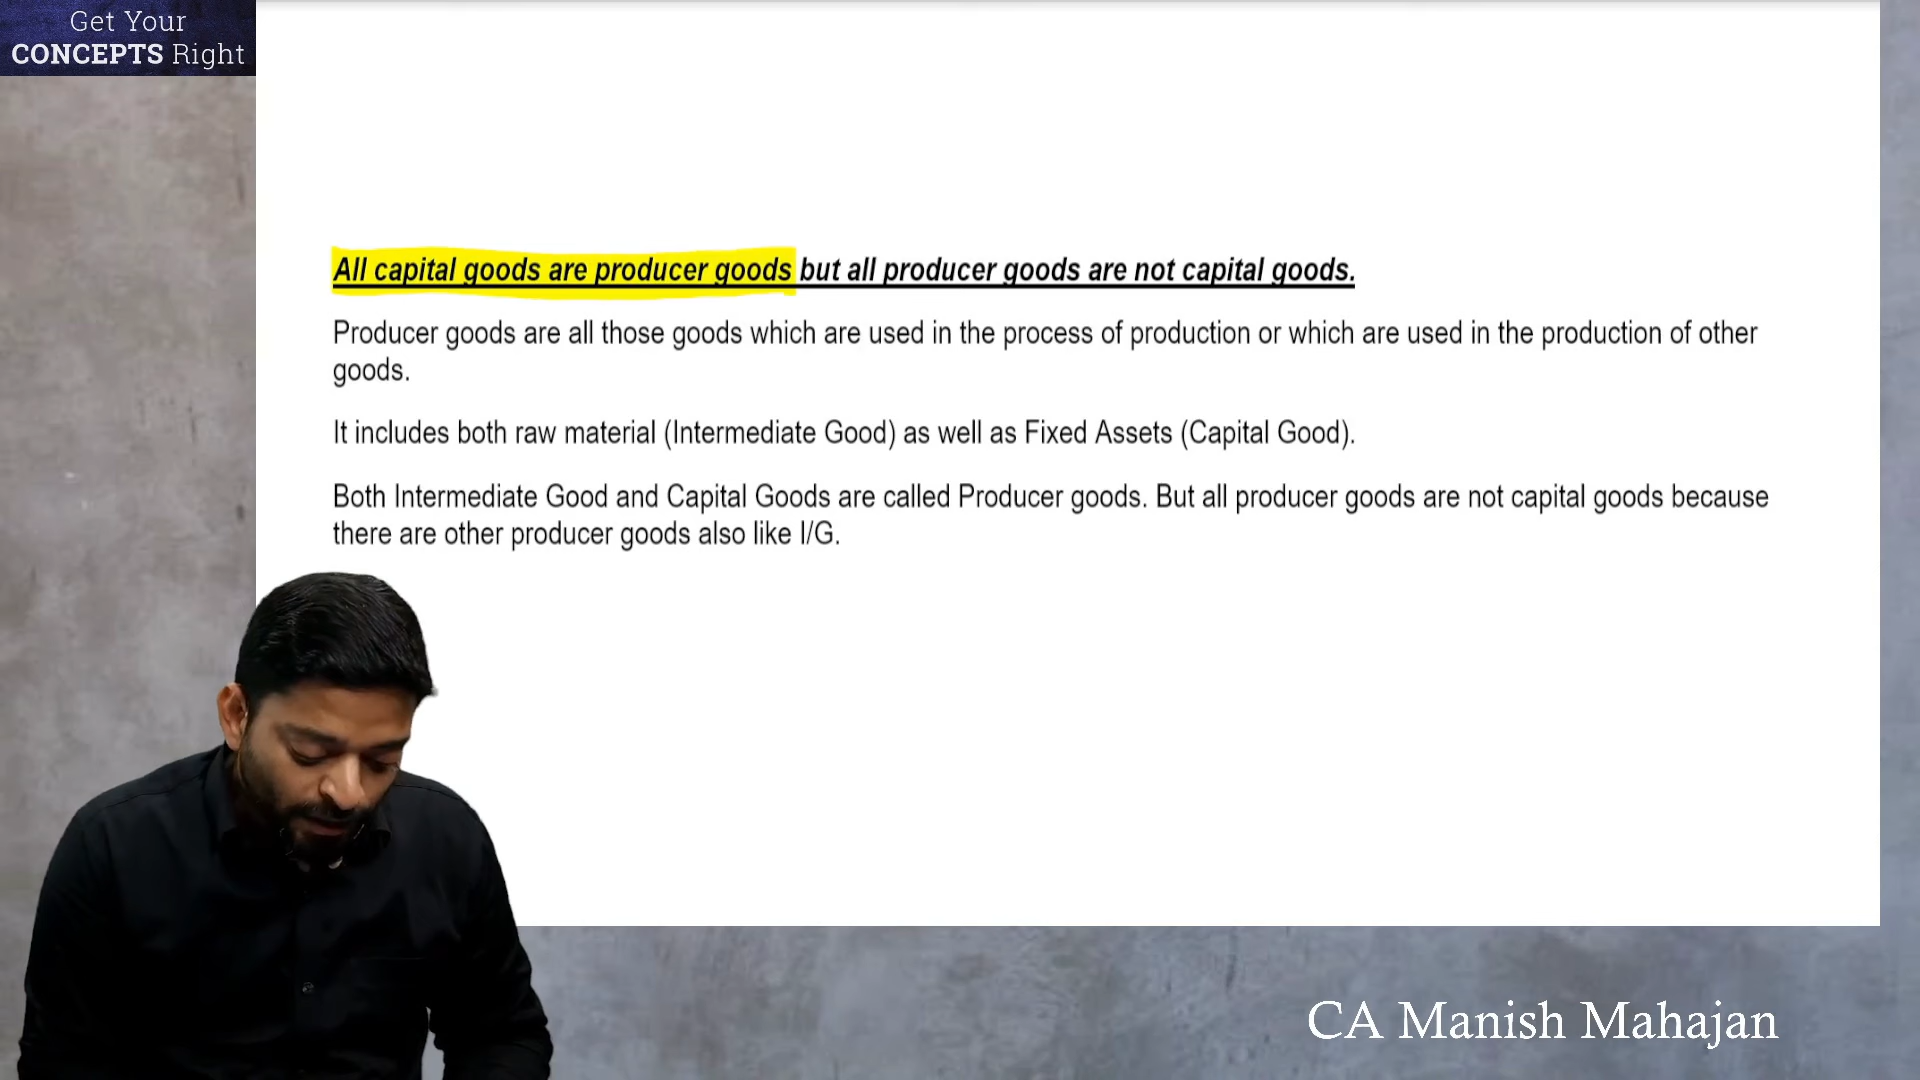 Get Your
CONCEPTS Right
All capital goods are producer goods but all producer goods are not capital goods.
Producer goods are all those goods which are used in the process of production or which are used in the production of other
goods.
It includes both raw material (Intermediate Good) as well as Fixed Assets (Capital Good).
Both Intermediate Good and Capital Goods are called Producer goods. But all producer goods are not capital goods because
there are other producer goods also like I/G.
CA Manish Mahajan